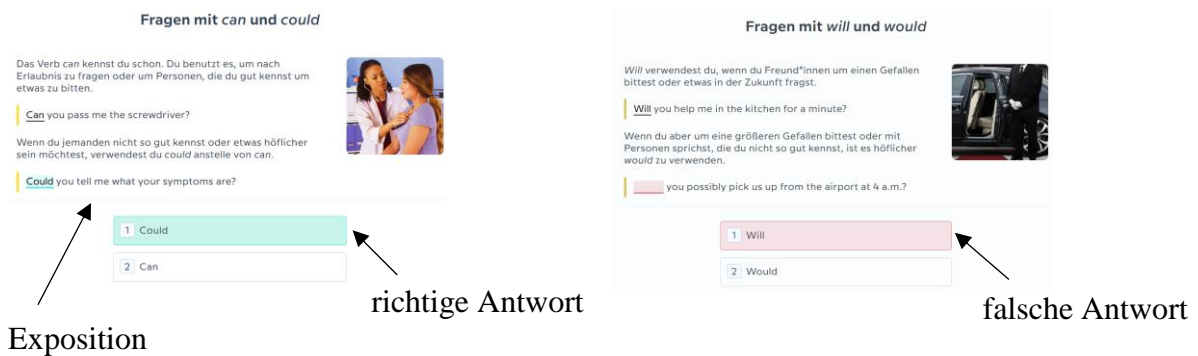 Fragen mit can und could
Das Verb can kennst du schon. Du benutzt es, um nach
Erlaubnis zu fragen oder um Personen, die du gut kennst um
etwas zu bitten.
Can you pass me the screwdriver?
Wenn du jemanden nicht so gut kennst oder etwas höflicher
sein möchtest, verwendest du could anstelle von can.
Could you tell me what your symptoms are?
1 Could
2 Can
richtige Antwort
Exposition
Fragen mit will und would
Will verwendest du, wenn du Freund*innen um einen Gefallen
bittest oder etwas in der Zukunft fragst.
Will you help me in the kitchen for a minute?
Wenn du aber um eine größeren Gefallen bittest oder mit
Personen sprichst, die du nicht so gut kennst, ist es höflicher
would zu verwenden.
_____ you possibly pick us up from the airport at 4 a.m.?
1 Will
2 Would
falsche Antwort